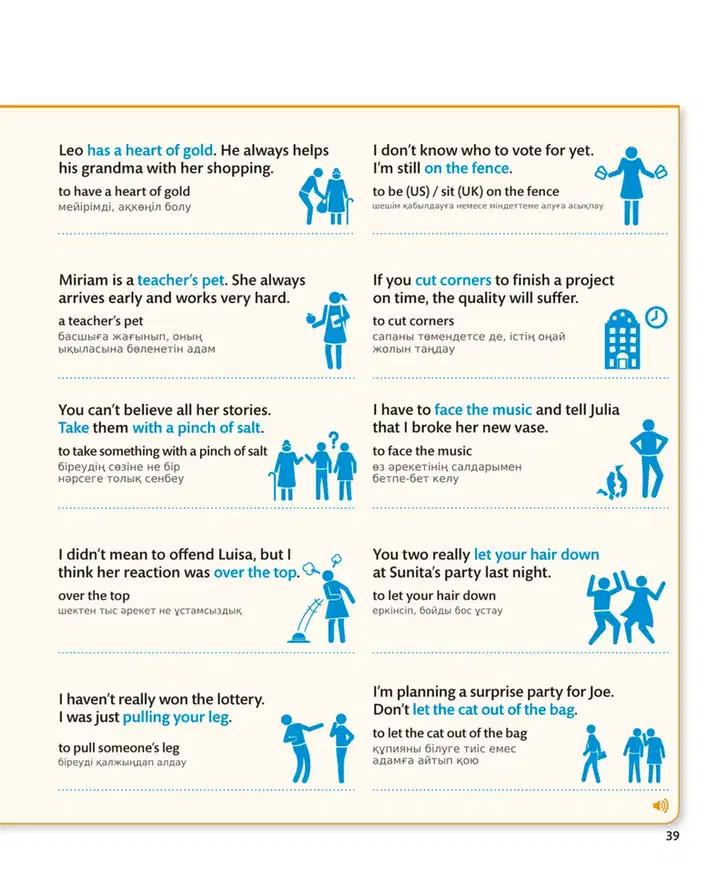 Leo has a heart of gold. He always helps
his grandma with her shopping.
to have a heart of gold
мейірімді, ақкөңіл болу
Miriam is a teacher's pet. She always
arrives early and works very hard.
a teacher's pet
басшыға жағынып, оның
ықыласына бөленетін адам
You can't believe all her stories.
Take them with a pinch of salt.
to take something with a pinch of salt
біреудің сөзіне не бір
нәрсеге толық сенбеу
?
I didn't mean to offend Luisa, but I
think her reaction was over the top.
over the top
шектен тыс әрекет не ұстамсыздық
I haven't really won the lottery.
I was just pulling your leg.
to pull someone's leg
біреуді қалжыңдап алдау
I don't know who to vote for yet.
I'm still on the fence.
to be (US) / sit (UK) on the fence
шешім қабылдауға немесе міндеттеме алуға асықпау
If you cut corners to finish a project
on time, the quality will suffer.
to cut corners
сапаны төмендетсе де, істің оңай
жолын таңдау
I have to face the music and tell Julia
that I broke her new vase.
to face the music
өз әрекетінің салдарымен
бетпе-бет келу
You two really let your hair down
at Sunita's party last night.
to let your hair down
еркінсіп, бойды бос ұстау
I'm planning a surprise party for Joe.
Don't let the cat out of the bag.
to let the cat out of the bag
құпияны білуге тиіс емес
адамға айтып қою
39